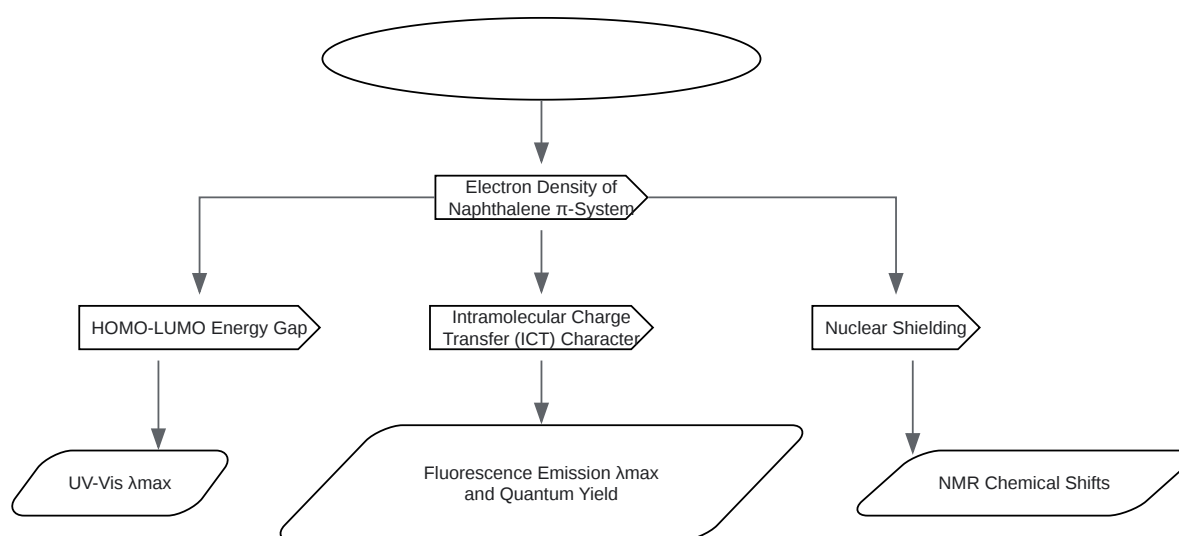 Electron Density of
Naphthalene π-System
HOMO-LUMO Energy Gap
Intramolecular Charge
Transfer (ICT) Character
Nuclear Shielding
UV-Vis λmax
Fluorescence Emission λmax
and Quantum Yield
NMR Chemical Shifts